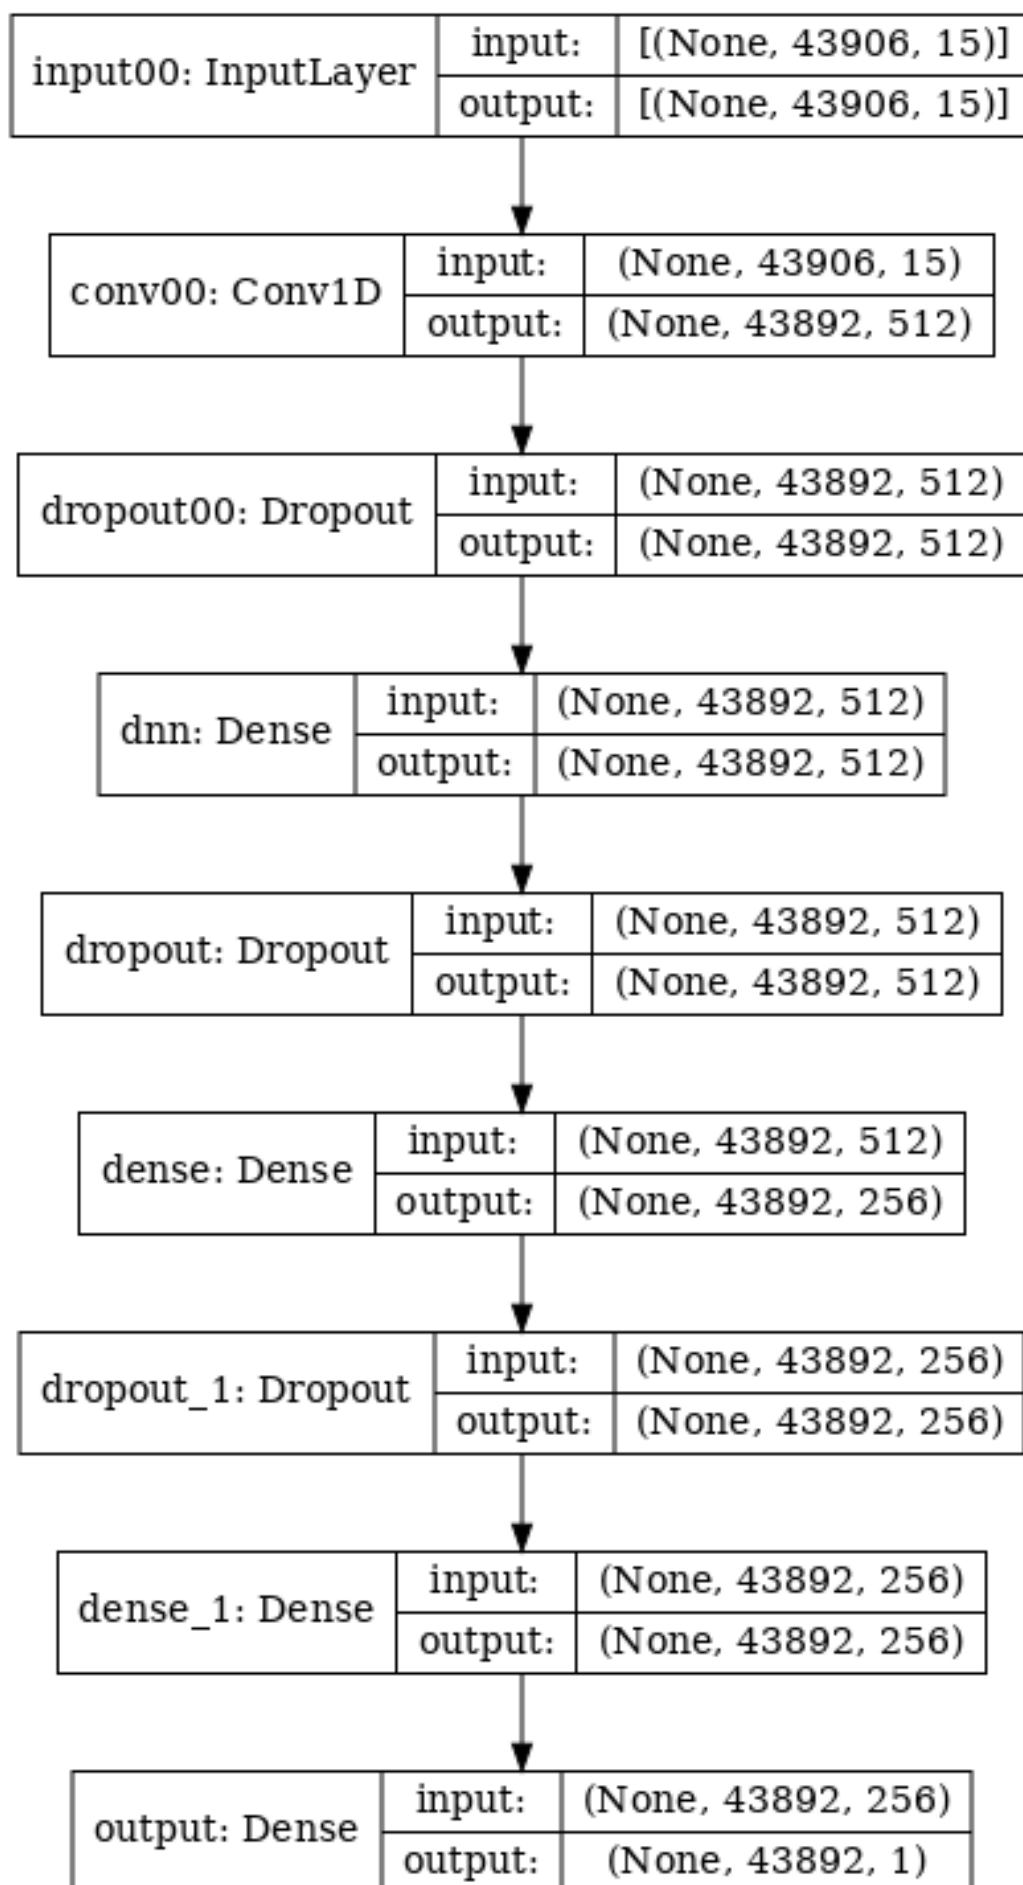 input00: InputLayer
input: [(None, 43906, 15)]
output: [(None, 43906, 15)]
conv00: Conv1D
input: (None, 43906, 15)
output: (None, 43892, 512)
dropout00: Dropout
input: (None, 43892, 512)
output: (None, 43892, 512)
dnn: Dense
input: (None, 43892, 512)
output: (None, 43892, 512)
dropout: Dropout
input: (None, 43892, 512)
output: (None, 43892, 512)
dense: Dense
input: (None, 43892, 512)
output: (None, 43892, 256)
dropout_1: Dropout
input: (None, 43892, 256)
output: (None, 43892, 256)
dense_1: Dense
input: (None, 43892, 256)
output: (None, 43892, 256)
output: Dense
input: (None, 43892, 256)
output: (None, 43892, 1)